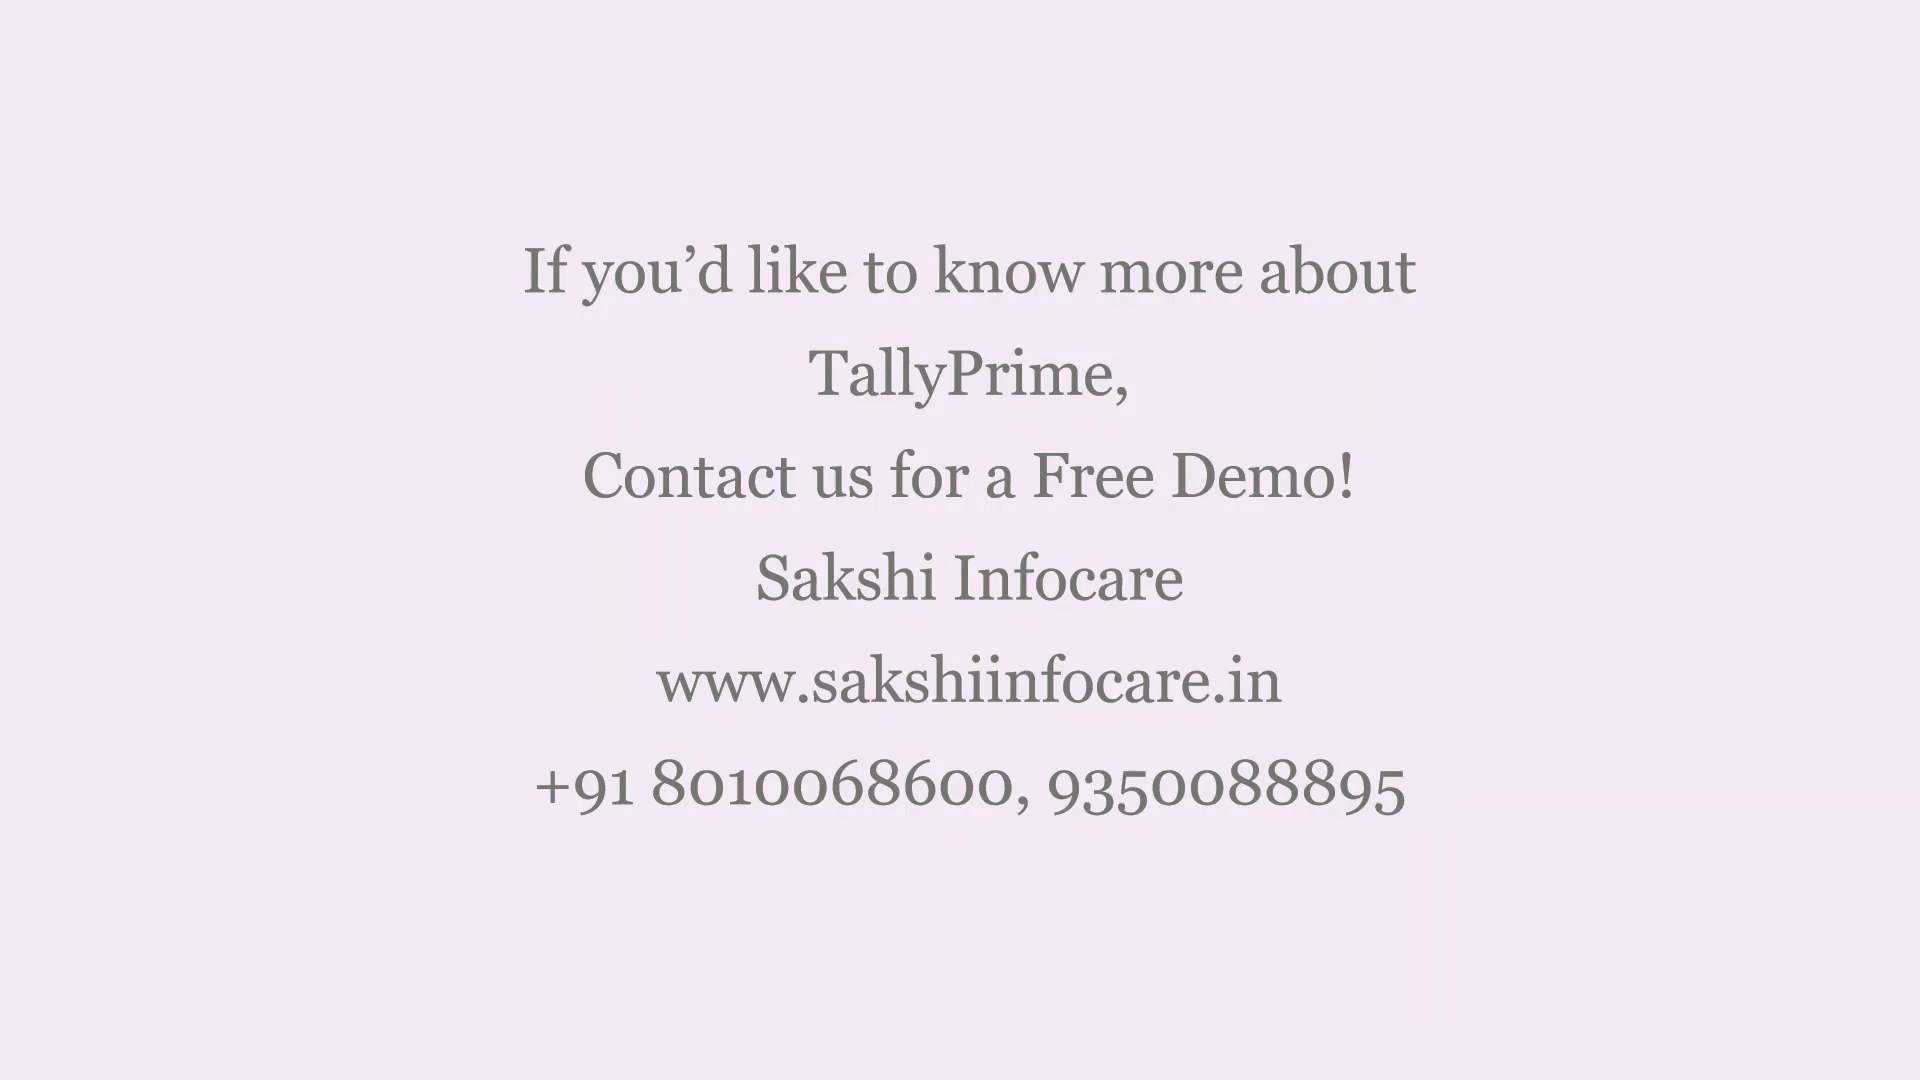 If you’d like to know more about
TallyPrime,
Contact us for a Free Demo!
Sakshi Infocare
www.sakshiinfocare.in
+91 8010068600, 9350088895